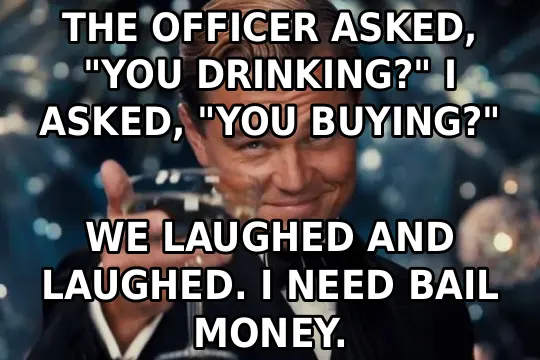 THE OFFICER ASKED,
"YOU DRINKING?" I
ASKED, "YOU BUYING?"
WE LAUGHED AND
LAUGHED. I NEED BAIL
MONEY.